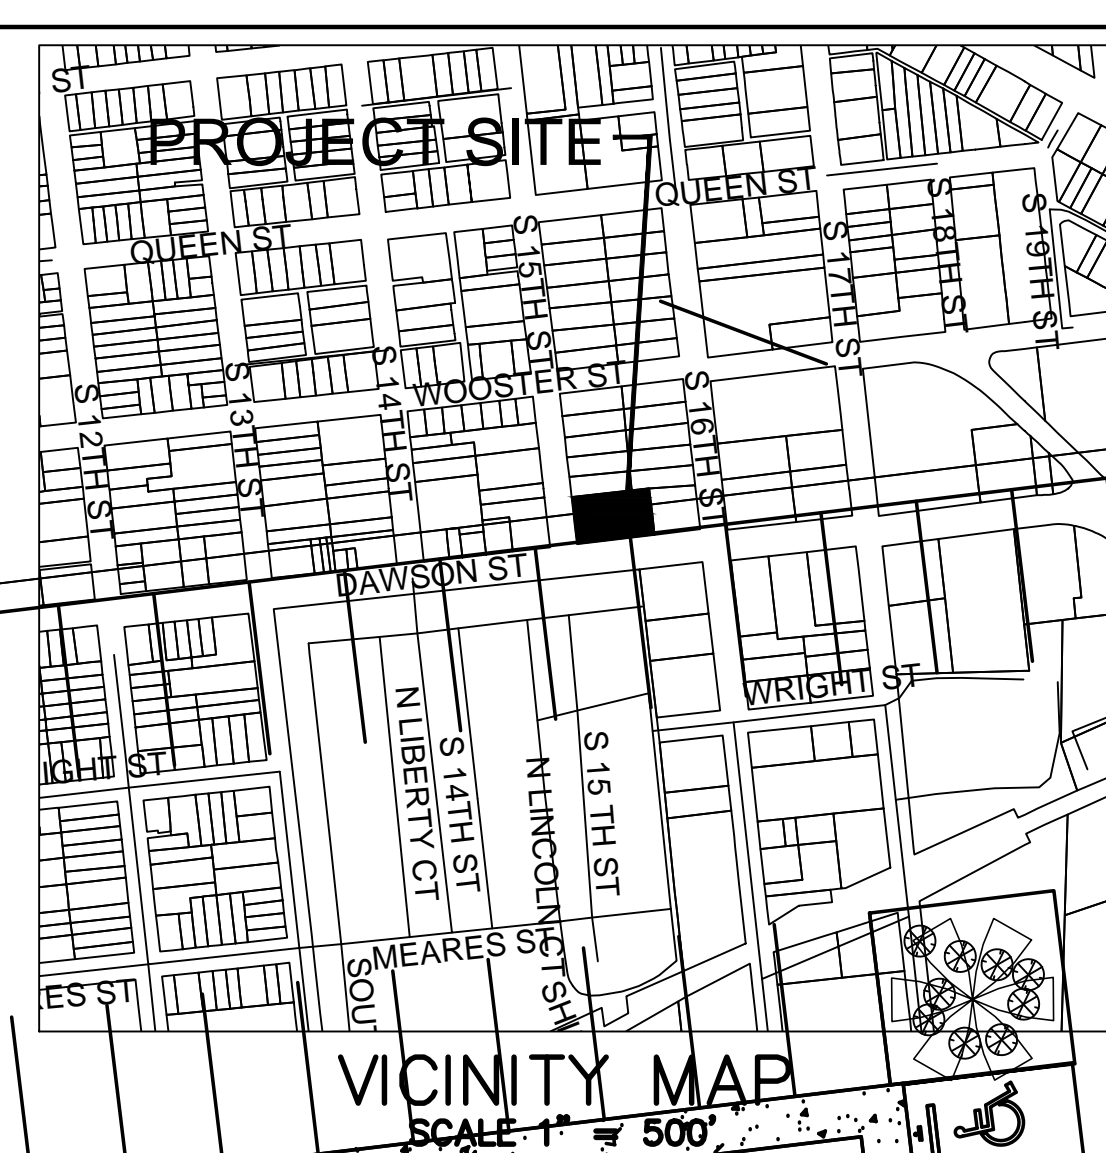 ST
PROJECT SITE
QUEEN ST
QUEEN ST
S 18TH ST
S 19TH ST
S 15TH ST
S 17TH ST
WOOSTER ST
S 14TH ST
S 13TH ST
S 12TH ST
S 16TH ST
DAWSON ST
WRIGHT ST
N LIBERTY CT
S 14TH ST
N LINCOLN CT
S 15 TH ST
IGHT ST
MEARES ST
ES ST
VICINITY MAP
SCALE 1" = 500'